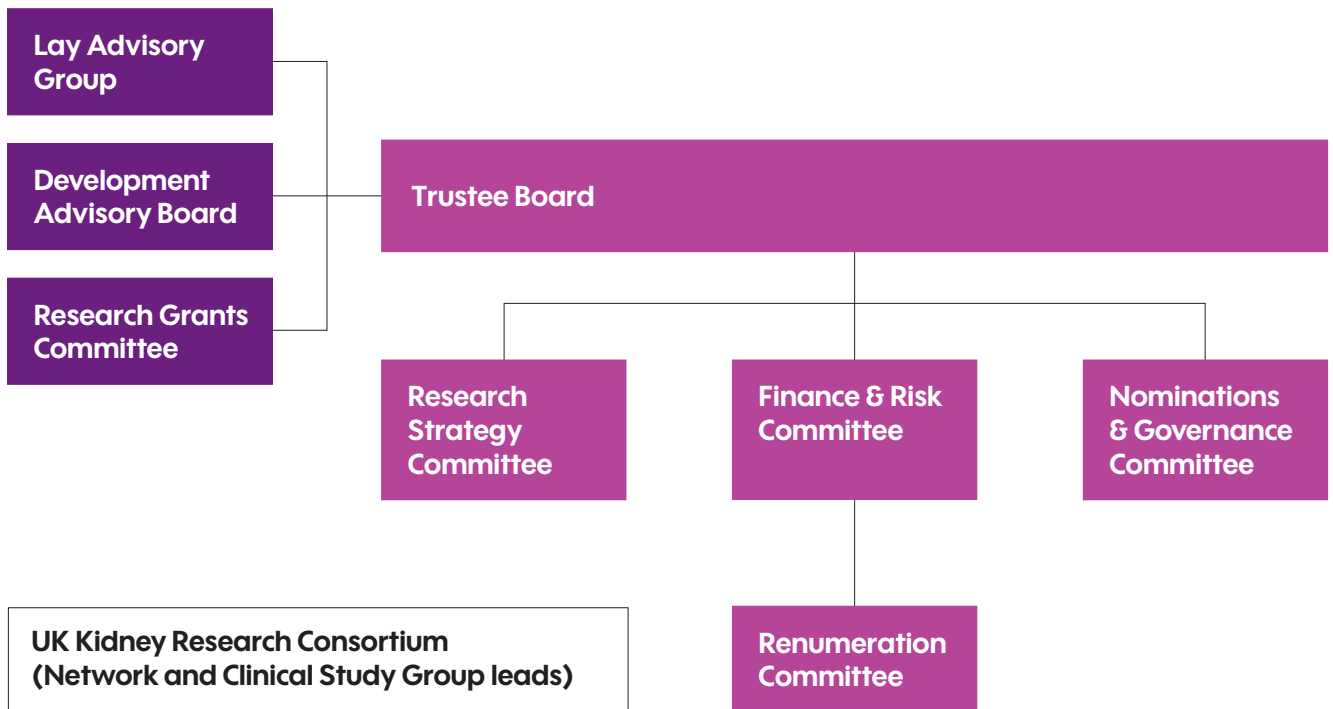 Lay Advisory
Group
Development
Advisory Board
Research Grants
Committee
Trustee Board
Research
Strategy
Committee
Finance & Risk
Committee
Nominations
& Governance
Committee
Renumeration
Committee
UK Kidney Research Consortium
(Network and Clinical Study Group leads)